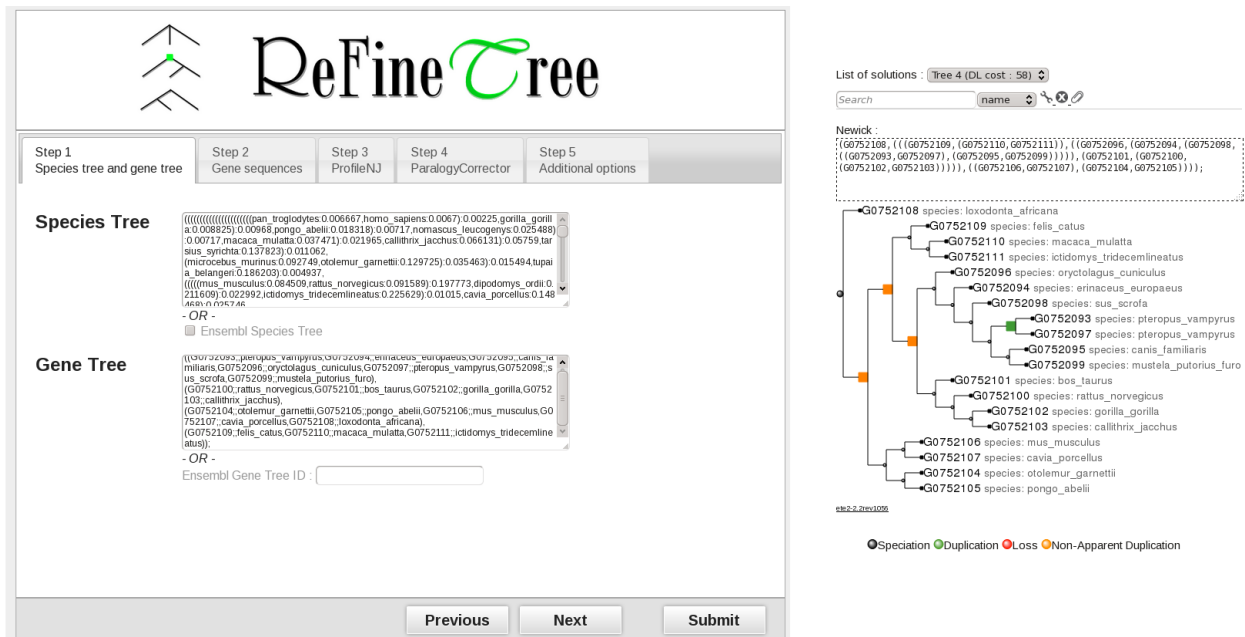 ReFineTree
Step 1
Species tree and gene tree
Step 2
Gene sequences
Step 3
ProfileNJ
Step 4
ParalogyCorrector
Step 5
Additional options
Species Tree
(((((((((((((((((((((((pan_troglodytes:0.006667,homo_sapiens:0.0067):0.00225,gorilla_gorill
a:0.008825):0.00968,pongo_abelii:0.018318):0.00717,nomascus_leucogenys:0.025488)
:0.00717,macaca_mulatta:0.037471):0.021965,callithrix_jacchus:0.066131):0.05759,tar
sius_syrichta:0.137823):0.011062,
(microcebus_murinus:0.092749,otolemur_garnettii:0.129725):0.035463):0.015494,tupai
a_belangeri:0.186203):0.004937,
(((((mus_musculus:0.084509,rattus_norvegicus:0.091589):0.197773,dipodomys_ordii:0.
211609):0.022992,ictidomys_tridecemlineatus:0.225629):0.01015,cavia_porcellus:0.148
468):0.025746,
- OR -
Ensembl Species Tree
Gene Tree
((G0752093;;pteropus_vampyrus,G0752094;;erinaceus_europaeus,G0752095;;canis_fa
miliaris,G0752096;;oryctolagus_cuniculus,G0752097;;pteropus_vampyrus,G0752098;;s
us_scrofa,G0752099;;mustela_putorius_furo),
(G0752100;;rattus_norvegicus,G0752101;;bos_taurus,G0752102;;gorilla_gorilla,G0752
103;;callithrix_jacchus),
(G0752104;;otolemur_garnettii,G0752105;;pongo_abelii,G0752106;;mus_musculus,G0
752107;;cavia_porcellus,G0752108;;loxodonta_africana),
(G0752109;;felis_catus,G0752110;;macaca_mulatta,G0752111;;ictidomys_tridecemline
atus));
- OR -
Ensembl Gene Tree ID :
Previous
Next
Submit
List of solutions : Tree 4 (DL cost : 58)
Search
name
Newick :
(G0752108,(((G0752109,(G0752110,G0752111)),((G0752096,(G0752094,(G0752098,
((G0752093,G0752097),(G0752095,G0752099))))),(G0752101,(G0752100,
(G0752102,G0752103))))),((G0752106,G0752107),(G0752104,G0752105))));
G0752108 species: loxodonta_africana
G0752109 species: felis_catus
G0752110 species: macaca_mulatta
G0752111 species: ictidomys_tridecemlineatus
G0752096 species: oryctolagus_cuniculus
G0752094 species: erinaceus_europaeus
G0752098 species: sus_scrofa
G0752093 species: pteropus_vampyrus
G0752097 species: pteropus_vampyrus
G0752095 species: canis_familiaris
G0752099 species: mustela_putorius_furo
G0752101 species: bos_taurus
G0752100 species: rattus_norvegicus
G0752102 species: gorilla_gorilla
G0752103 species: callithrix_jacchus
G0752106 species: mus_musculus
G0752107 species: cavia_porcellus
G0752104 species: otolemur_garnettii
G0752105 species: pongo_abelii
ete2-2.2rev1056
Speciation Duplication Loss Non-Apparent Duplication